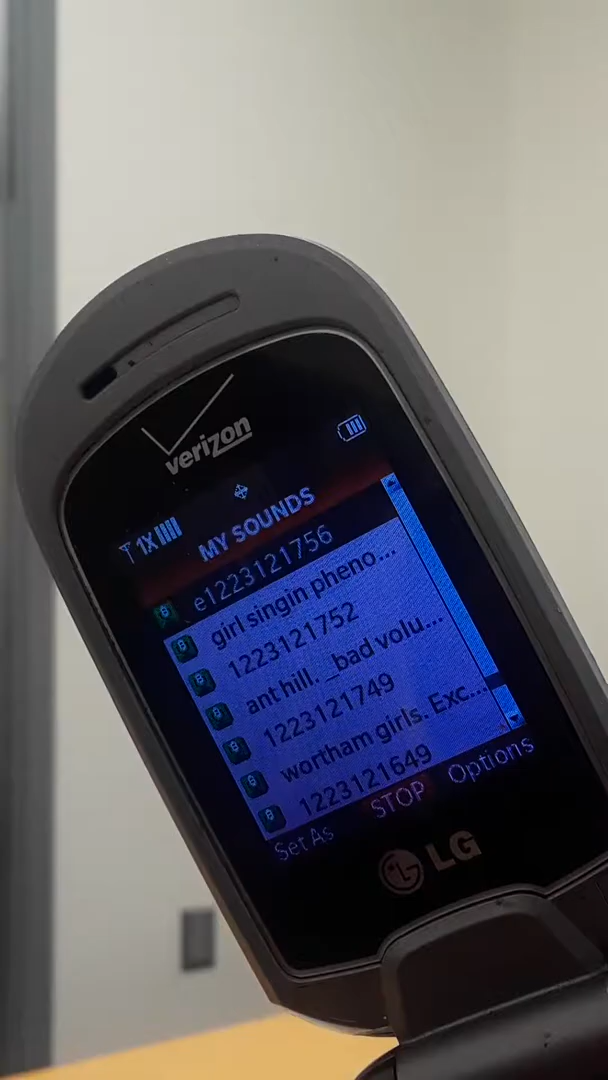 verizon
1X
MY SOUNDS
e1223121756
girl singin pheno...
1223121752
ant hill. _bad volu...
1223121749
wortham girls. Exc...
1223121649
Set As STOP Options
LG